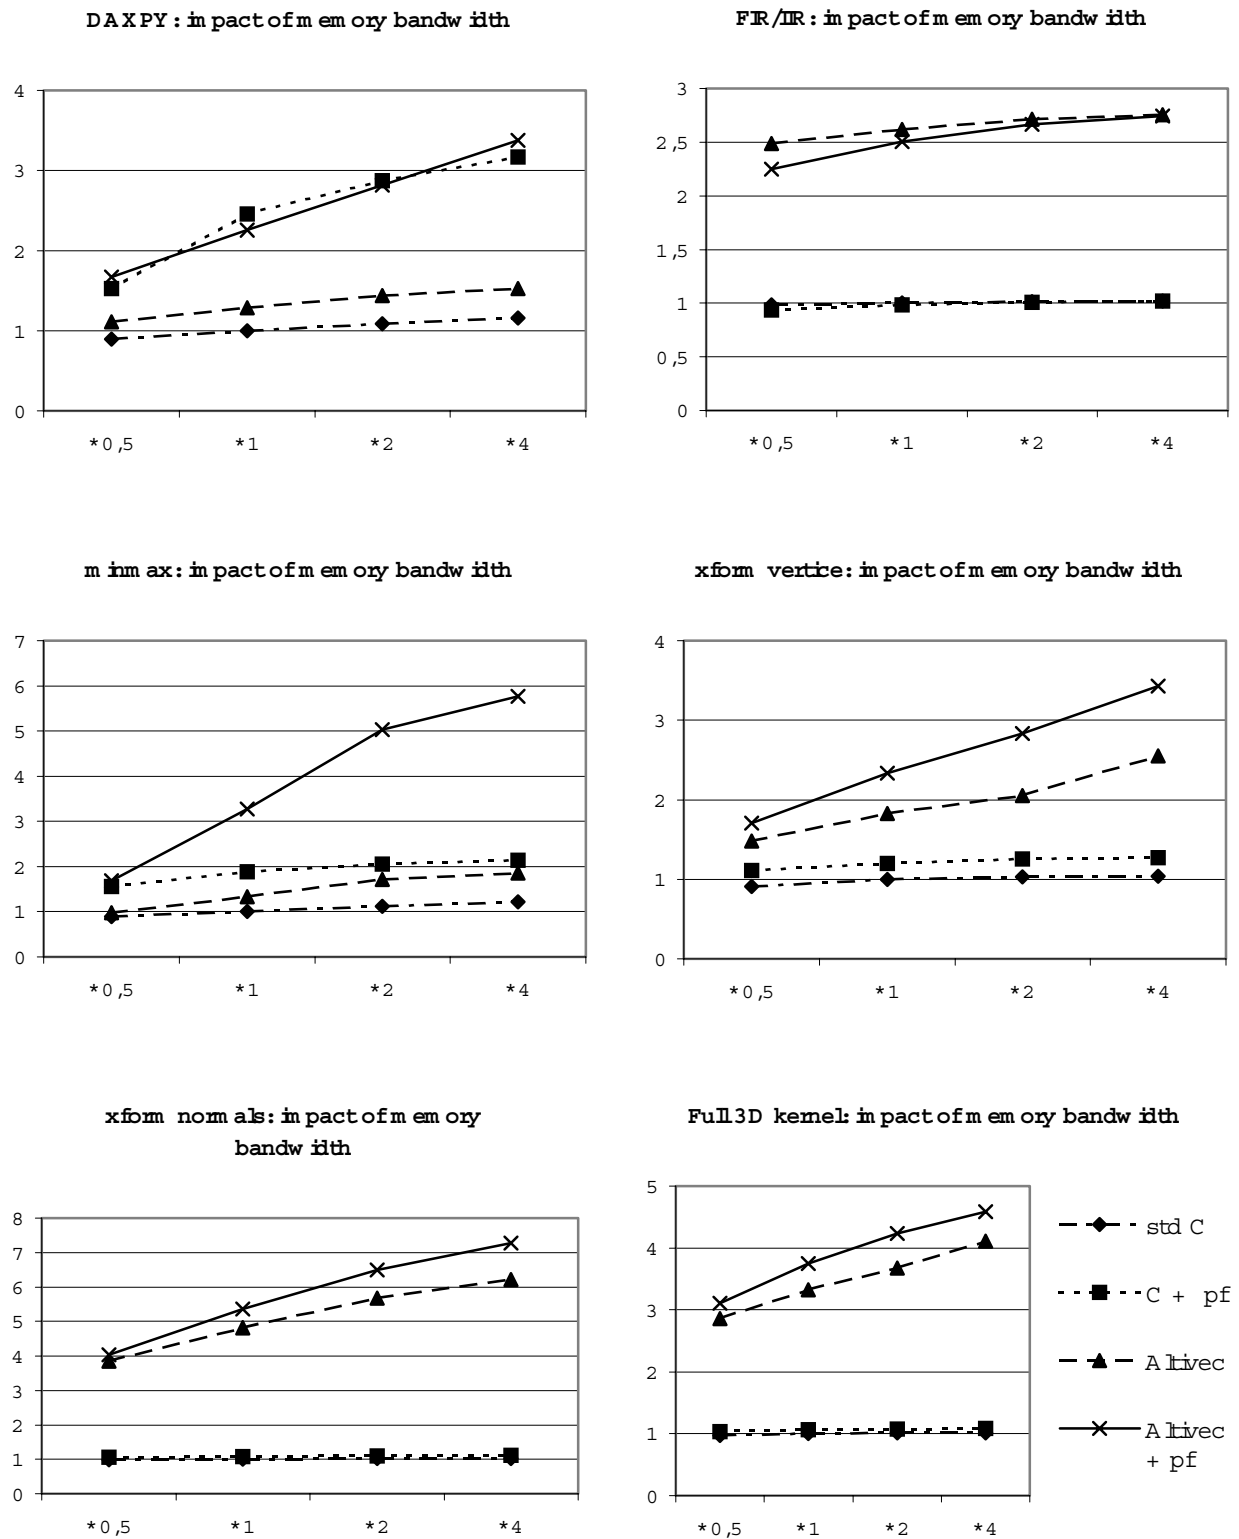 DAXPY: impact of memory bandwidth
4
3
2
1
0
*0,5 *1 *2 *4
FIR/IIR: impact of memory bandwidth
3
2,5
2
1,5
1
0,5
0
*0,5 *1 *2 *4
minmax: impact of memory bandwidth
7
6
5
4
3
2
1
0
*0,5 *1 *2 *4
xform vertice: impact of memory bandwidth
4
3
2
1
0
*0,5 *1 *2 *4
xform normals: impact of memory
bandwidth
8
7
6
5
4
3
2
1
0
*0,5 *1 *2 *4
Full 3D kernel: impact of memory bandwidth
5
4
3
2
1
0
*0,5 *1 *2 *4
std C
C + pf
Altivec
Altivec
+ pf